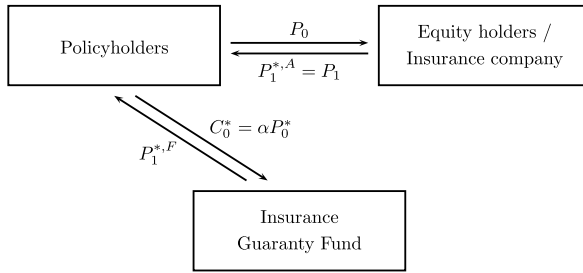 Policyholders
P_0
P_1^{*,A} = P_1
Equity holders /
Insurance company
C_0^* = αP_0^*
P_1^{*,F}
Insurance
Guaranty Fund